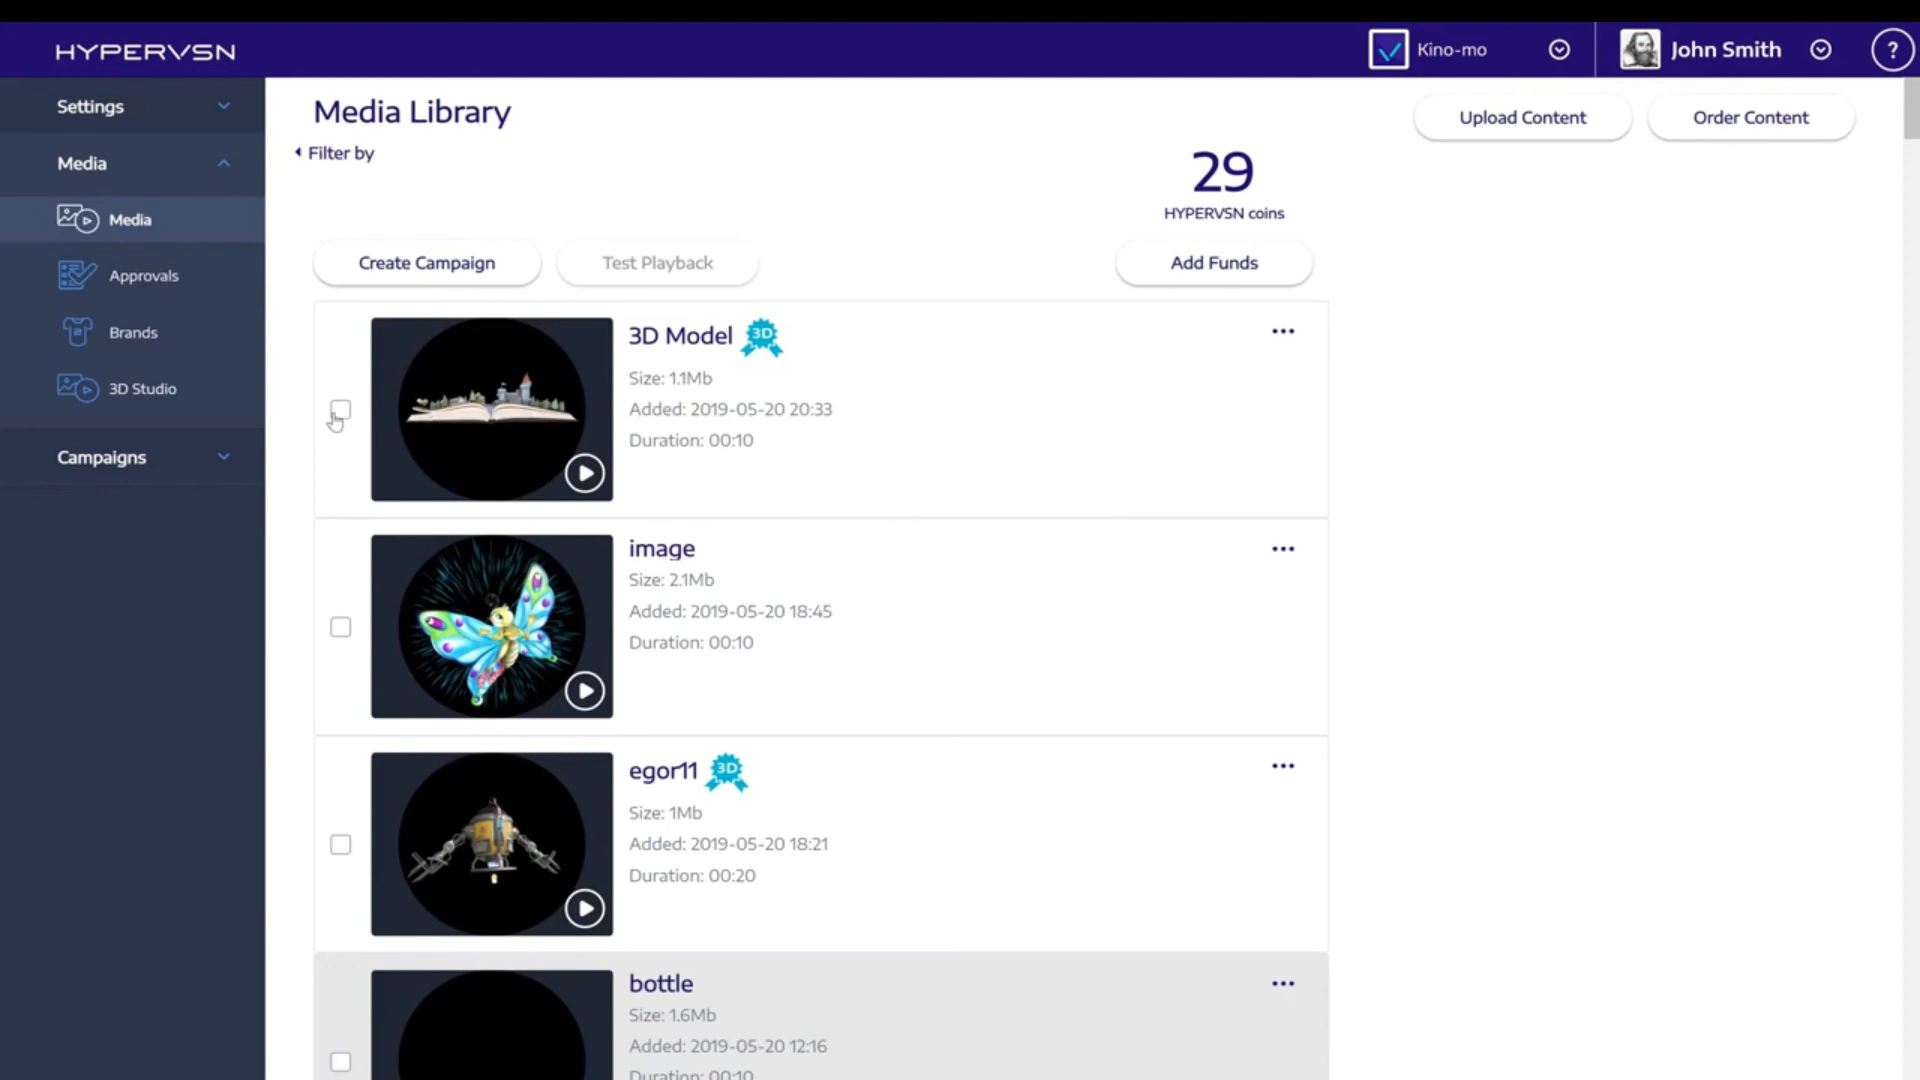 HYPERVSN
Kino-mo
John Smith
?
Settings
Media
Media
Approvals
Brands
3D Studio
Campaigns
Media Library
Filter by
29
HYPERVSN coins
Upload Content
Order Content
Create Campaign
Test Playback
Add Funds
3D Model 3D
Size: 1.1Mb
Added: 2019-05-20 20:33
Duration: 00:10
image
Size: 2.1Mb
Added: 2019-05-20 18:45
Duration: 00:10
egor11 3D
Size: 1Mb
Added: 2019-05-20 18:21
Duration: 00:20
bottle
Size: 1.6Mb
Added: 2019-05-20 12:16
Duration: 00:10